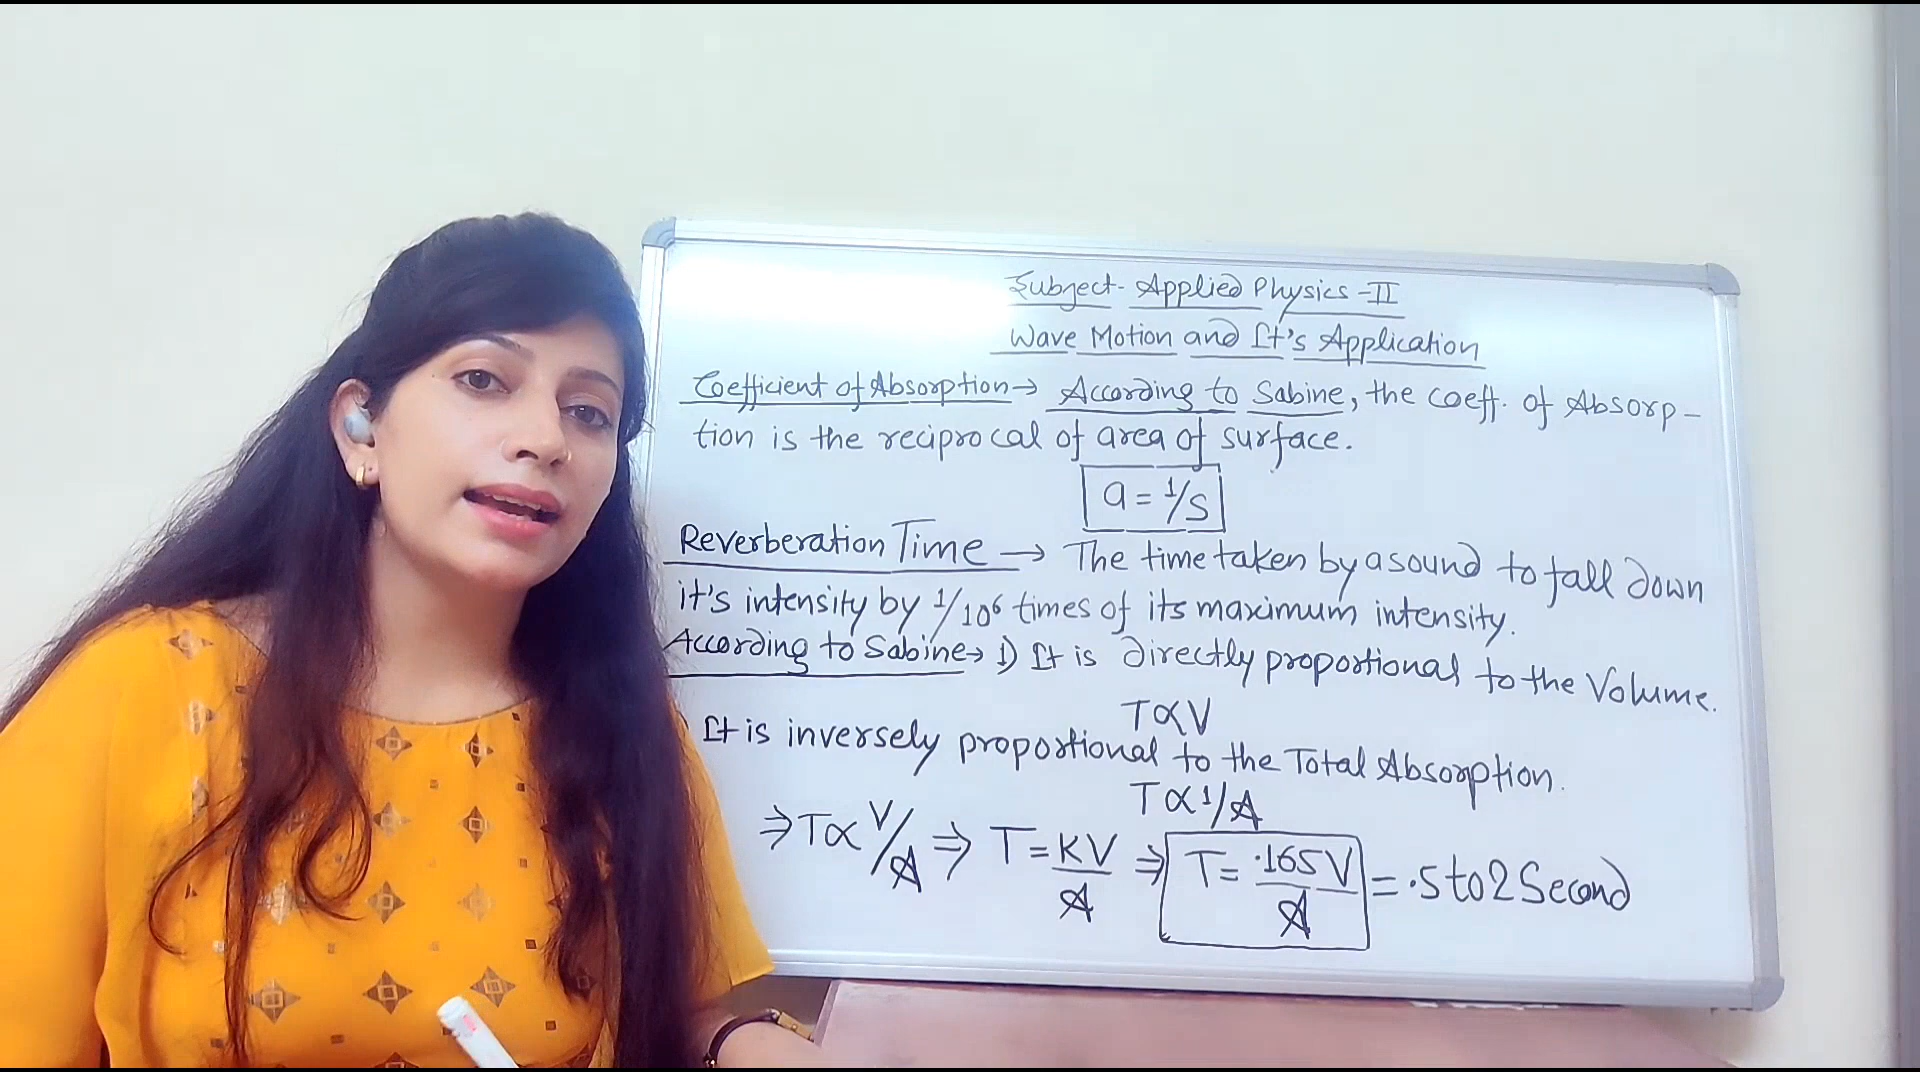 Subject- Applied Physics-II
Wave Motion and It's Application
Coefficient of Absorption→ According to Sabine, the coeff. of Absorp-
tion is the reciprocal of area of surface.
a = 1/S
Reverberation Time → The time taken by a sound to fall down
it's intensity by 1/10⁶ times of its maximum intensity.
According to Sabine→ 1) It is directly proportional to the Volume.
T∝V
) It is inversely proportional to the Total Absorption.
T∝1/A
⇒T∝V/A ⇒ T=KV/A ⇒ T=.165V/A =.5 to 2 Second